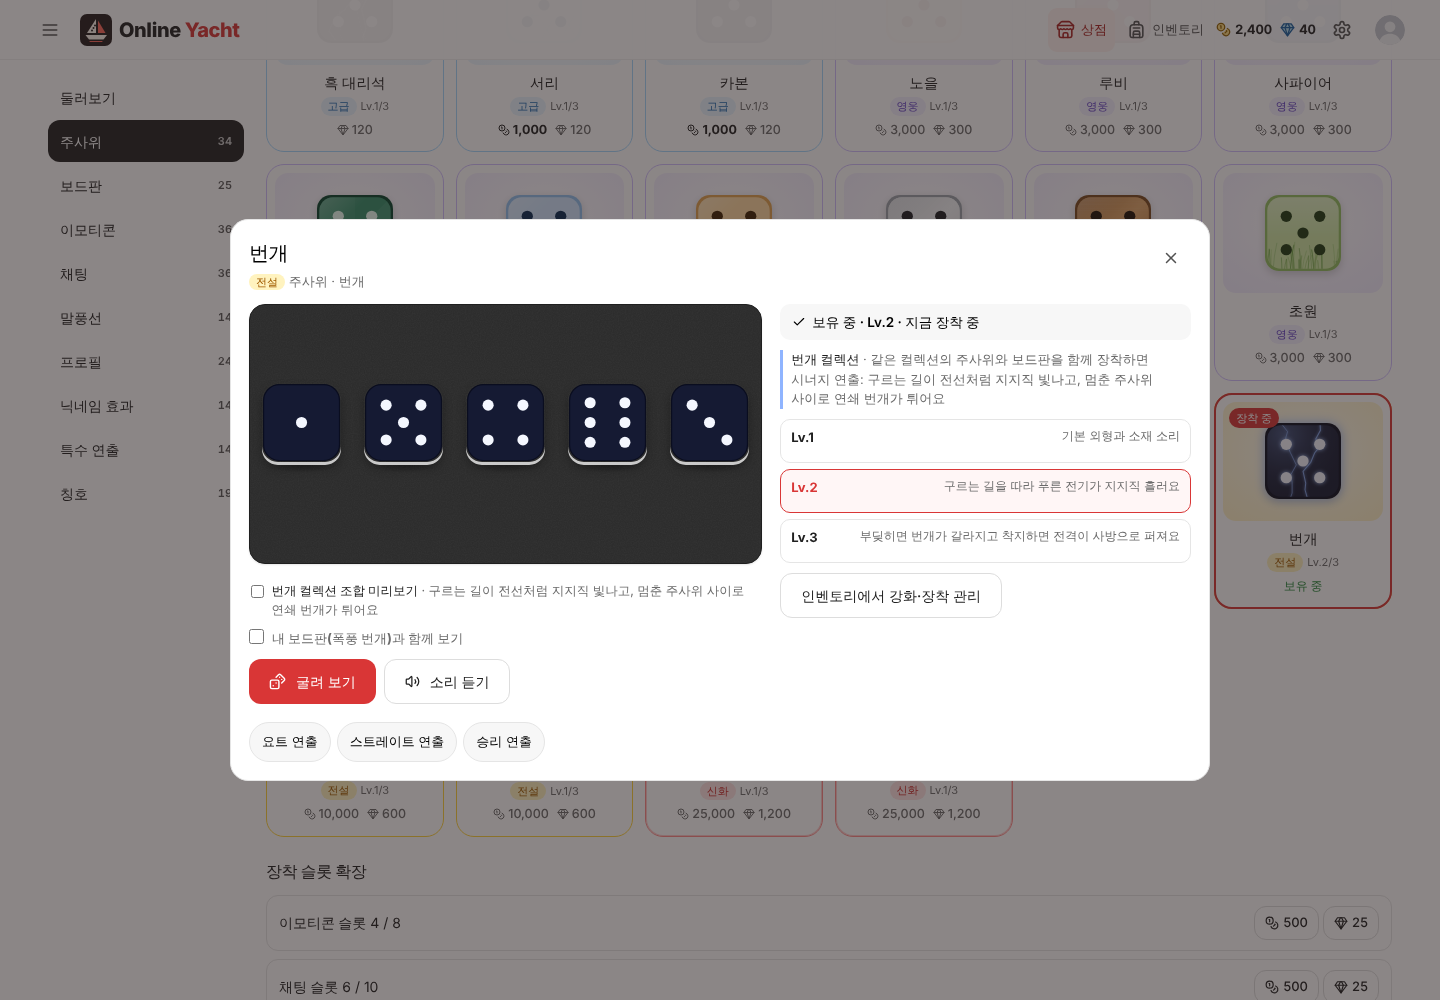 Online Yacht
상점
인벤토리
2,400
40
둘러보기
주사위 34
보드판 25
이모티콘 36
채팅 36
말풍선 14
프로필 24
닉네임 효과 14
특수 연출 14
칭호 19
흑 대리석
고급 Lv.1/3
120
서리
고급 Lv.1/3
1,000 120
카본
고급 Lv.1/3
1,000 120
노을
영웅 Lv.1/3
3,000 300
루비
영웅 Lv.1/3
3,000 300
사파이어
영웅 Lv.1/3
3,000 300
초원
영웅 Lv.1/3
3,000 300
장착 중
번개
전설 Lv.2/3
보유 중
번개
전설 주사위 · 번개
번개 컬렉션 조합 미리보기 · 구르는 길이 전선처럼 지지직 빛나고, 멈춘 주사위 사이로
연쇄 번개가 튀어요
내 보드판(폭풍 번개)과 함께 보기
굴려 보기
소리 듣기
요트 연출
스트레이트 연출
승리 연출
보유 중 · Lv.2 · 지금 장착 중
번개 컬렉션 · 같은 컬렉션의 주사위와 보드판을 함께 장착하면
시너지 연출: 구르는 길이 전선처럼 지지직 빛나고, 멈춘 주사위
사이로 연쇄 번개가 튀어요
Lv.1 기본 외형과 소재 소리
Lv.2 구르는 길을 따라 푸른 전기가 지지직 흘러요
Lv.3 부딪히면 번개가 갈라지고 착지하면 전격이 사방으로 퍼져요
인벤토리에서 강화·장착 관리
전설 Lv.1/3
10,000 600
전설 Lv.1/3
10,000 600
신화 Lv.1/3
25,000 1,200
신화 Lv.1/3
25,000 1,200
장착 슬롯 확장
이모티콘 슬롯 4 / 8
500
25
채팅 슬롯 6 / 10
500
25